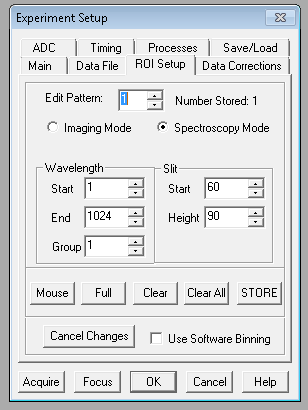 Experiment Setup
ADC Timing Processes Save/Load
Main Data File ROI Setup Data Corrections
Edit Pattern: 1 Number Stored: 1
Imaging Mode Spectroscopy Mode
Wavelength Slit
Start 1 Start 60
End 1024 Height 90
Group 1
Mouse Full Clear Clear All STORE
Cancel Changes Use Software Binning
Acquire Focus OK Cancel Help